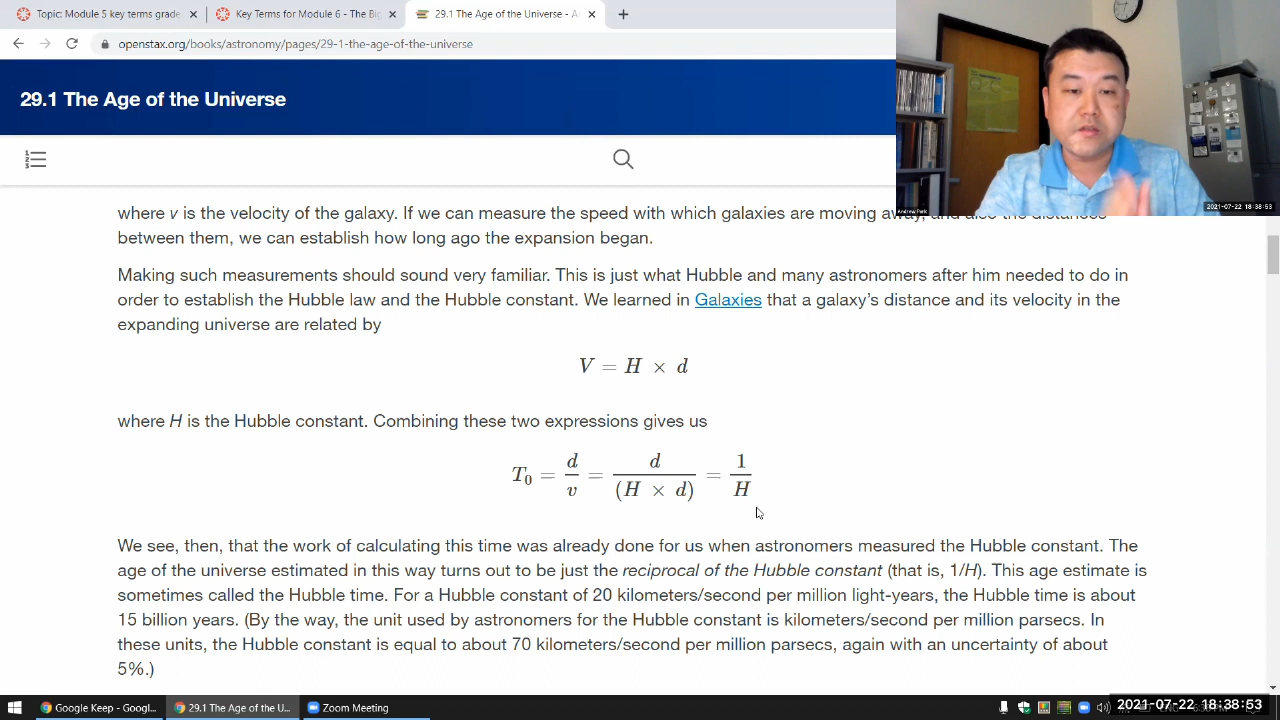 Topic: Module 5 key terms grade
Key Terms for Module 6 - The Big
29.1 The Age of the Universe - A
openstax.org/books/astronomy/pages/29-1-the-age-of-the-universe
29.1 The Age of the Universe
where v is the velocity of the galaxy. If we can measure the speed with which galaxies are moving away, and also the distances
between them, we can establish how long ago the expansion began.
Making such measurements should sound very familiar. This is just what Hubble and many astronomers after him needed to do in
order to establish the Hubble law and the Hubble constant. We learned in Galaxies that a galaxy’s distance and its velocity in the
expanding universe are related by
V = H × d
where H is the Hubble constant. Combining these two expressions gives us
T₀ = d/v = d/(H × d) = 1/H
We see, then, that the work of calculating this time was already done for us when astronomers measured the Hubble constant. The
age of the universe estimated in this way turns out to be just the reciprocal of the Hubble constant (that is, 1/H). This age estimate is
sometimes called the Hubble time. For a Hubble constant of 20 kilometers/second per million light-years, the Hubble time is about
15 billion years. (By the way, the unit used by astronomers for the Hubble constant is kilometers/second per million parsecs. In
these units, the Hubble constant is equal to about 70 kilometers/second per million parsecs, again with an uncertainty of about
5%.)
Andrew Park
2021-07-22 18:38:53
Google Keep - Googl...
29.1 The Age of the U...
Zoom Meeting
2021-07-22 18:38:53